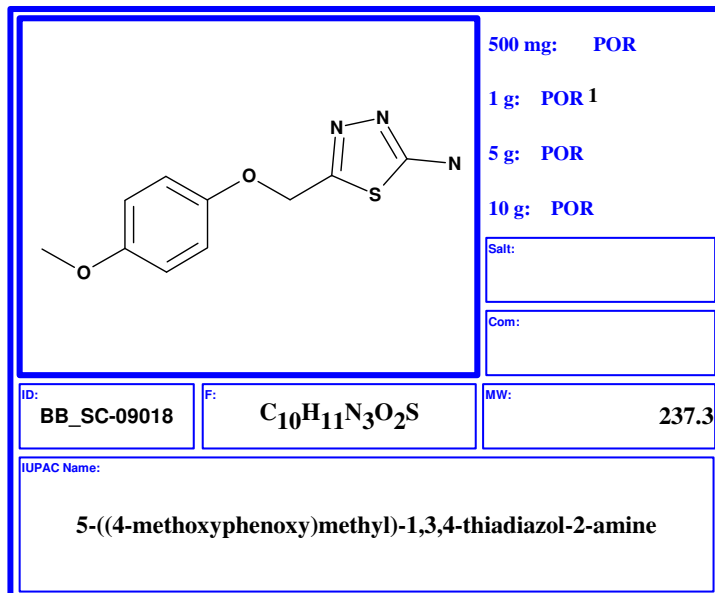 500 mg: POR
1 g: POR 1
5 g: POR
10 g: POR
N N
N
S
O
O
Salt:
Com:
ID:
BB_SC-09018
F:
C10H11N3O2S
MW:
237.3
IUPAC Name:
5-((4-methoxyphenoxy)methyl)-1,3,4-thiadiazol-2-amine